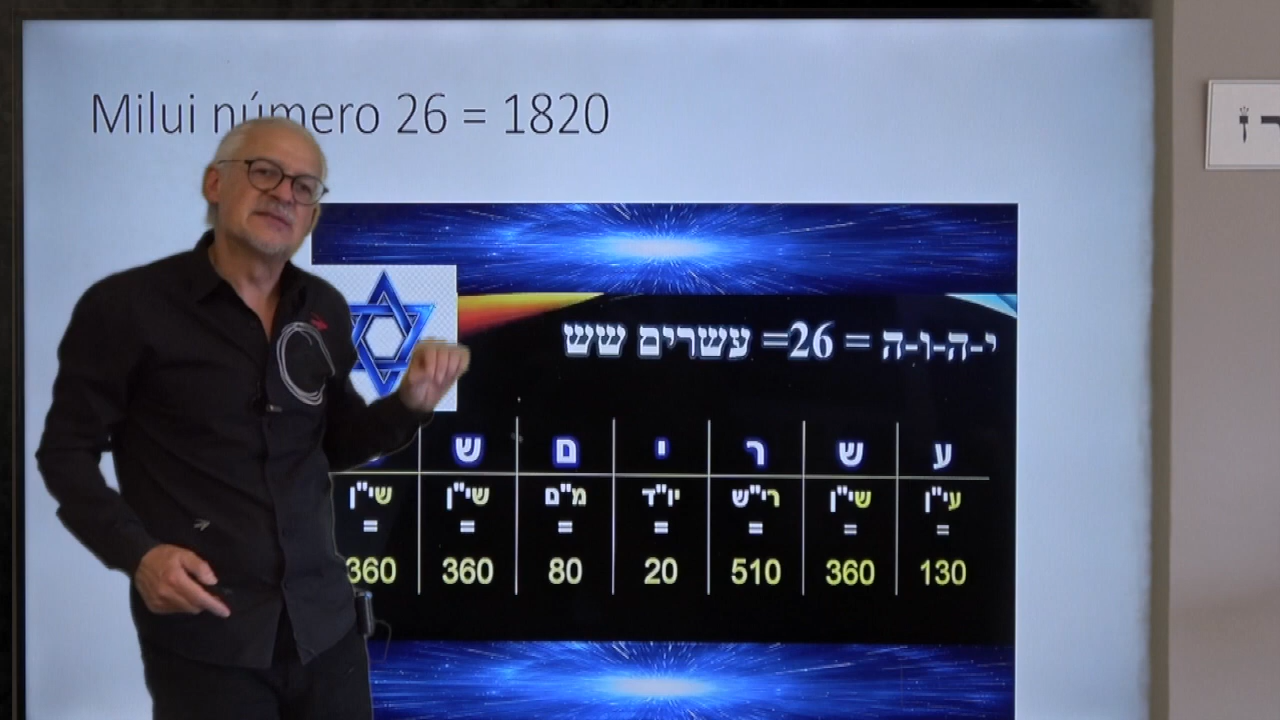 Milui número 26 = 1820
י-ה-ו-ה = 26= עשרים שש
ע ש ר י ם ש
עי"ן שי"ן רי"ש יו"ד מ"ם שי"ן שי"ן
= = = = = = =
130 360 510 20 80 360 360